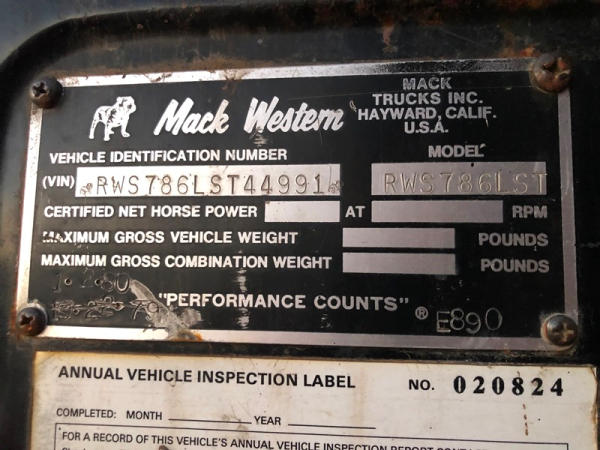 Mack Western
MACK
TRUCKS INC.
HAYWARD, CALIF.
U.S.A.
VEHICLE IDENTIFICATION NUMBER MODEL
(VIN) RWS786LST44991 RWS786LST
CERTIFIED NET HORSE POWER AT RPM
MAXIMUM GROSS VEHICLE WEIGHT POUNDS
MAXIMUM GROSS COMBINATION WEIGHT POUNDS
"PERFORMANCE COUNTS" ® E890
ANNUAL VEHICLE INSPECTION LABEL NO. 020824
COMPLETED: MONTH YEAR
FOR A RECORD OF THIS VEHICLE'S ANNUAL VEHICLE INSPECTION REPORT